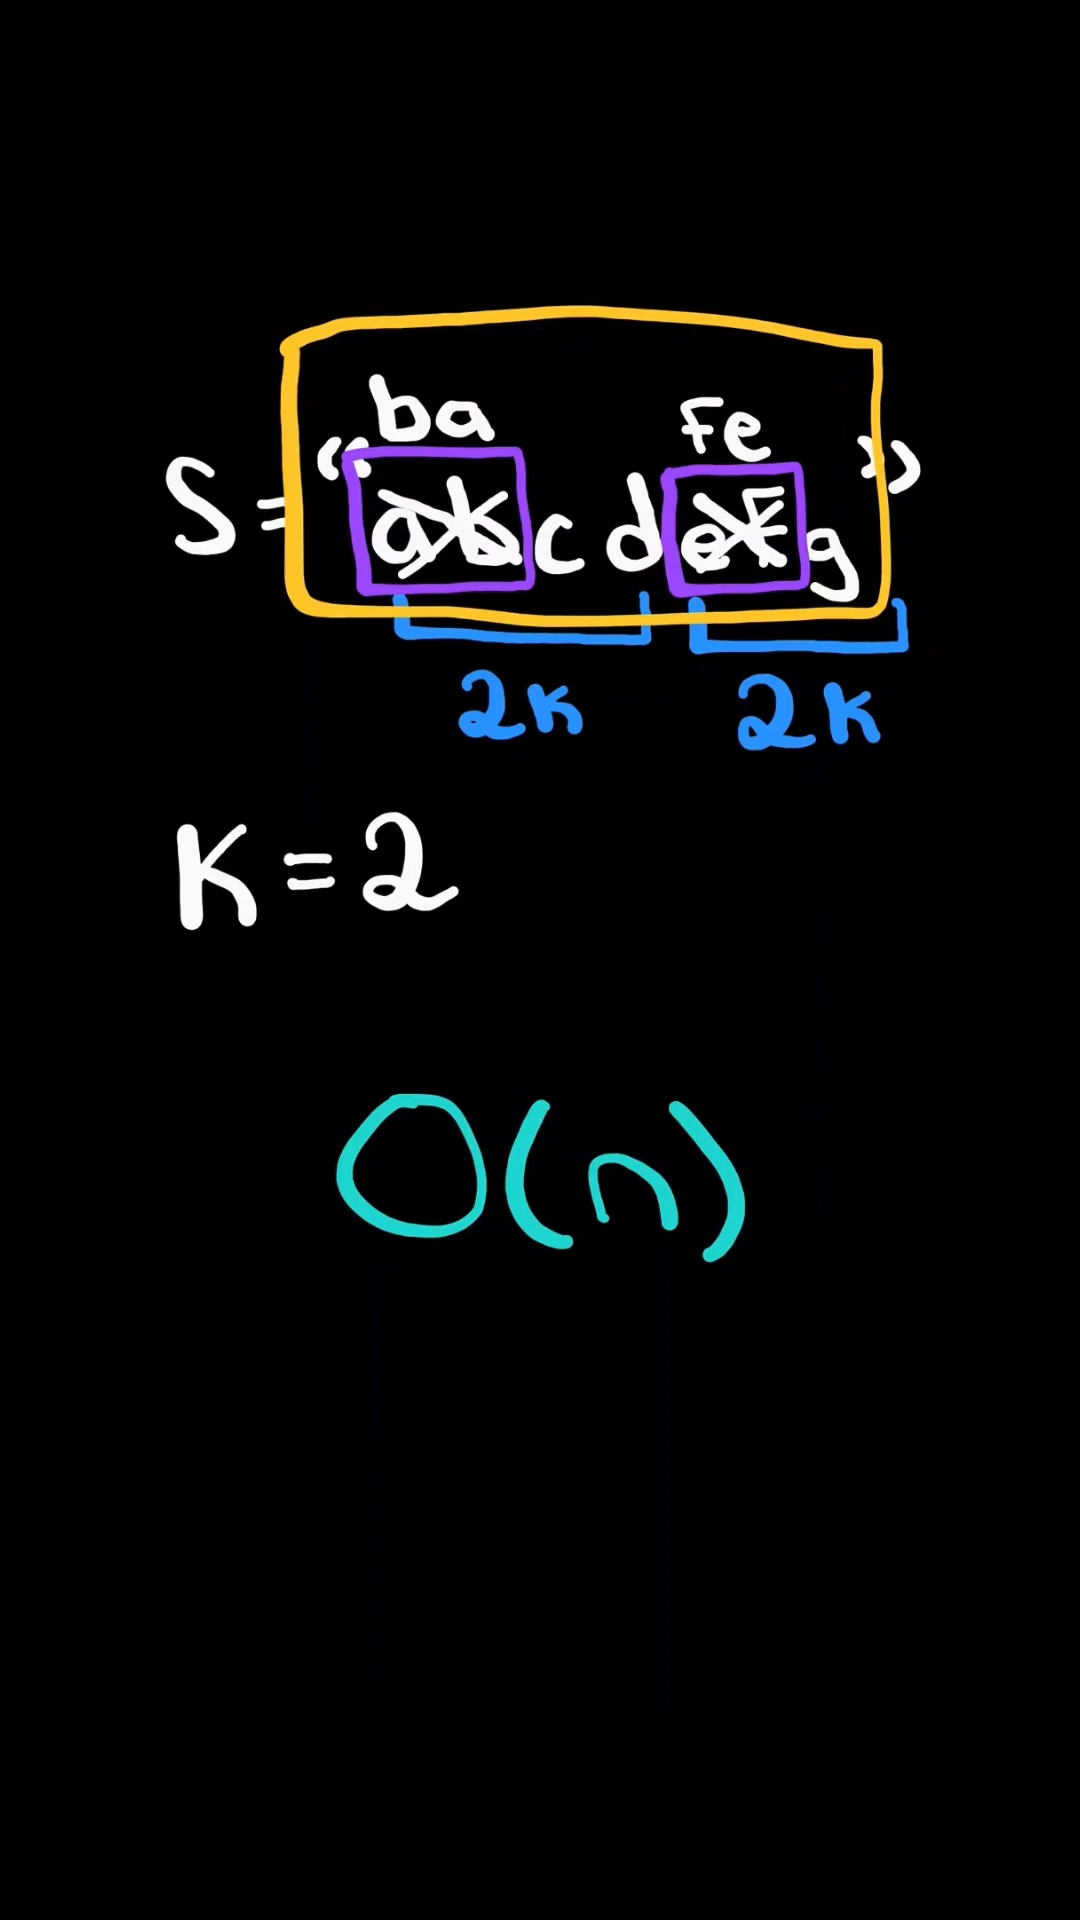 ba fe
S= "abcdefg"
2k 2k
K=2
O(n)